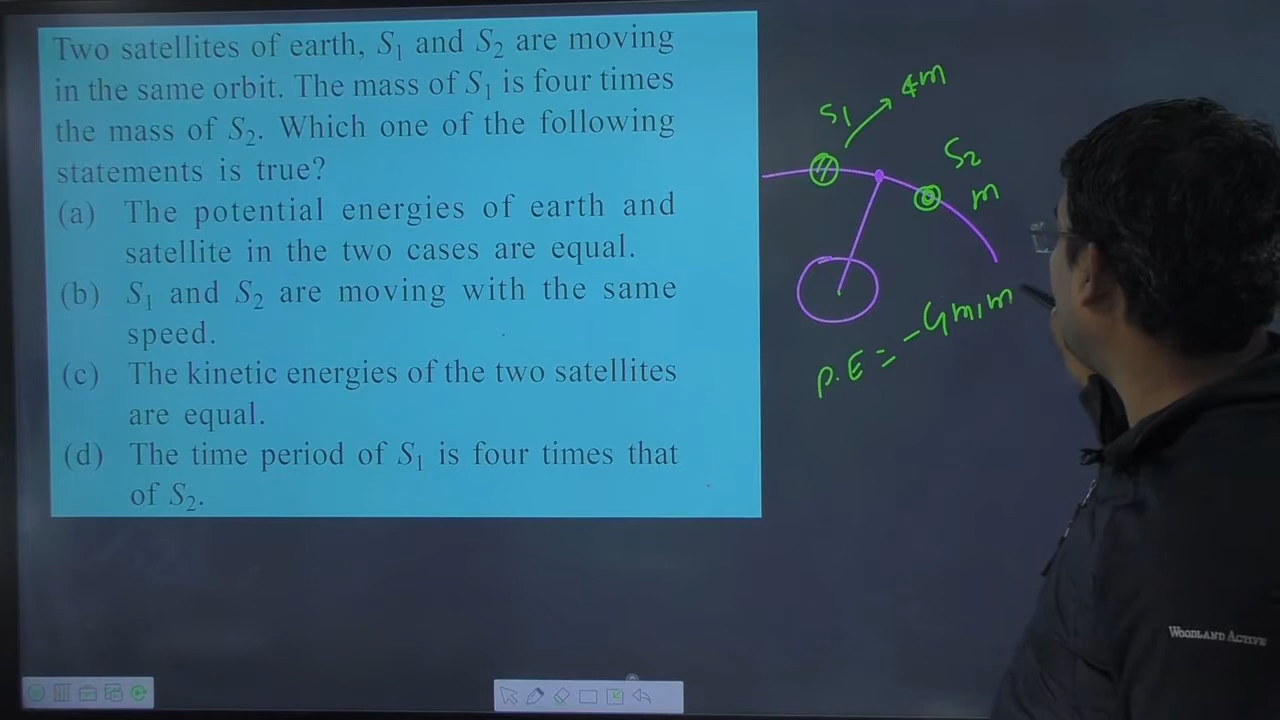 Two satellites of earth, S₁ and S₂ are moving
in the same orbit. The mass of S₁ is four times
the mass of S₂. Which one of the following
statements is true?
(a) The potential energies of earth and
satellite in the two cases are equal.
(b) S₁ and S₂ are moving with the same
speed.
(c) The kinetic energies of the two satellites
are equal.
(d) The time period of S₁ is four times that
of S₂.
S₁ 4m
S₂
m
P.E = -Gm₁m
WOODLAND ACTIVE